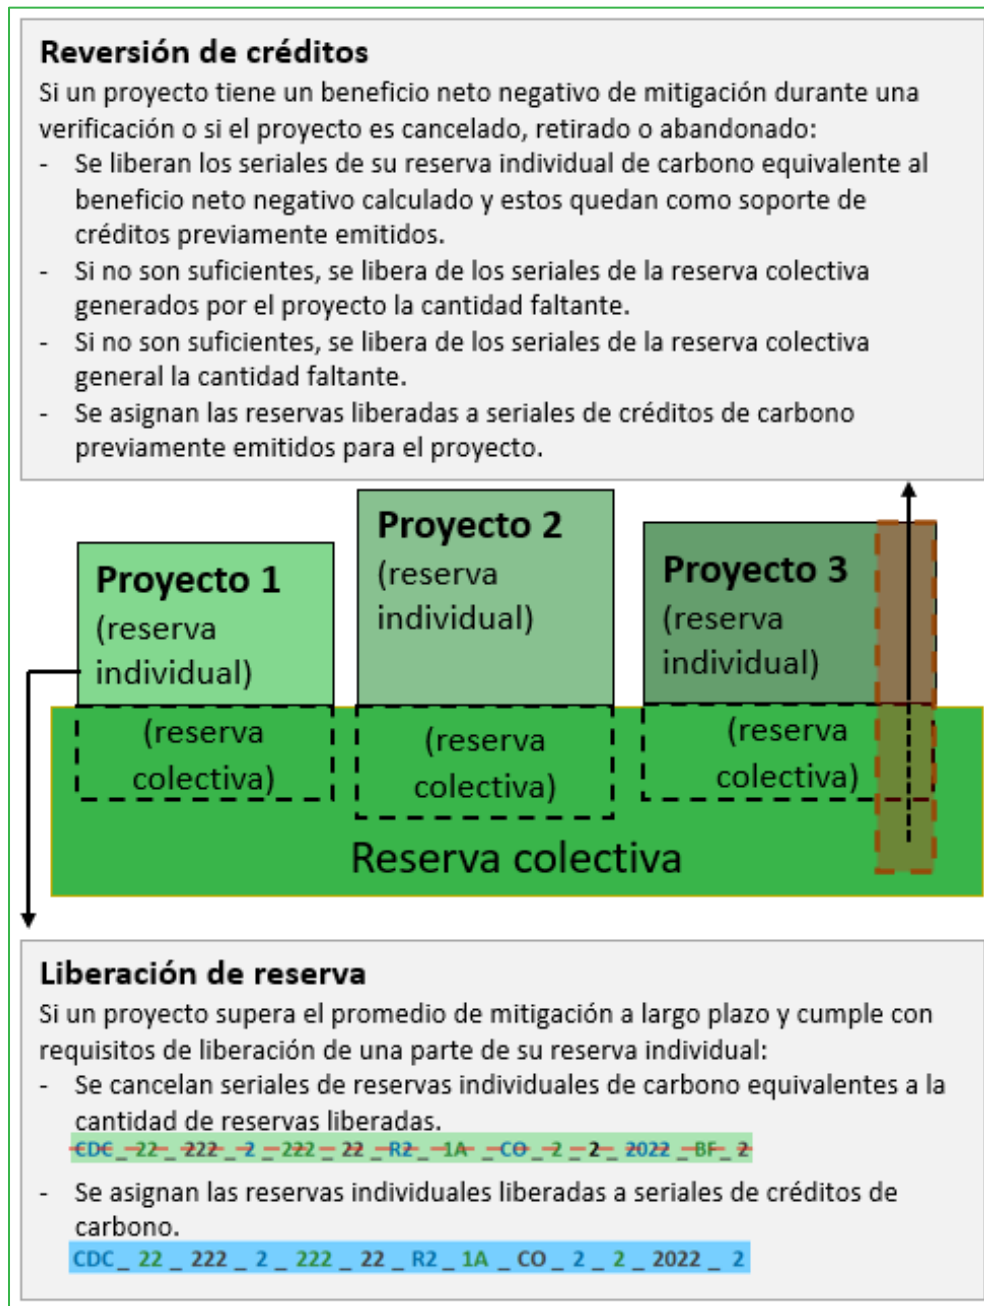 Reversión de créditos
Si un proyecto tiene un beneficio neto negativo de mitigación durante una
verificación o si el proyecto es cancelado, retirado o abandonado:
- Se liberan los seriales de su reserva individual de carbono equivalente al
beneficio neto negativo calculado y estos quedan como soporte de
créditos previamente emitidos.
- Si no son suficientes, se libera de los seriales de la reserva colectiva
generados por el proyecto la cantidad faltante.
- Si no son suficientes, se libera de los seriales de la reserva colectiva
general la cantidad faltante.
- Se asignan las reservas liberadas a seriales de créditos de carbono
previamente emitidos para el proyecto.
Proyecto 1
(reserva
individual)
(reserva
colectiva)
Proyecto 2
(reserva
individual)
(reserva
colectiva)
Proyecto 3
(reserva
individual)
(reserva
colectiva)
Reserva colectiva
Liberación de reserva
Si un proyecto supera el promedio de mitigación a largo plazo y cumple con
requisitos de liberación de una parte de su reserva individual:
- Se cancelan seriales de reservas individuales de carbono equivalentes a la
cantidad de reservas liberadas.
CDC _ 22 _ 222 _ 2 _ 222 _ 22 _ R2 _ 1A _ CO _ 2 _ 2 _ 2022 _ BF _ 2
- Se asignan las reservas individuales liberadas a seriales de créditos de
carbono.
CDC _ 22 _ 222 _ 2 _ 222 _ 22 _ R2 _ 1A _ CO _ 2 _ 2 _ 2022 _ 2